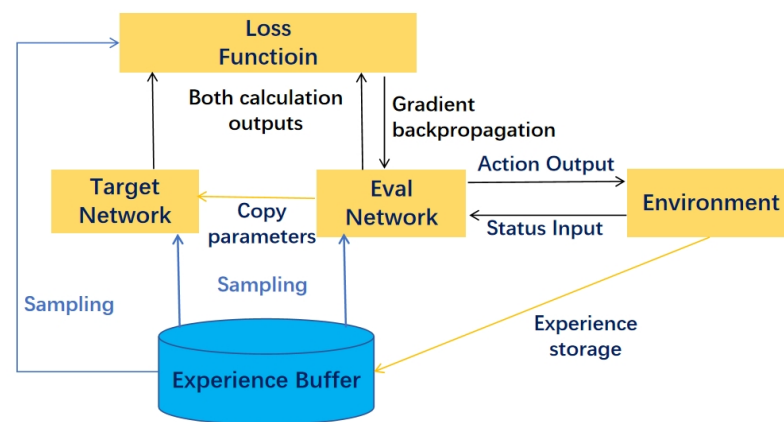 Loss
Functioin
Both calculation
outputs
Gradient
backpropagation
Target
Network
Copy
parameters
Eval
Network
Action Output
Status Input
Environment
Sampling
Sampling
Experience
storage
Experience Buffer